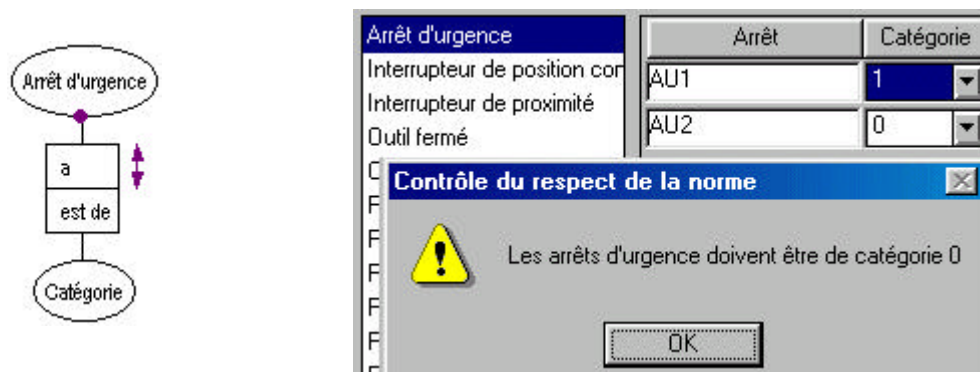 Arrêt d'urgence
a
est de
Catégorie
Arrêt d'urgence
Interrupteur de position
Interrupteur de proximité
Outil fermé
Arrêt
Catégorie
AU1
1
AU2
0
Contrôle du respect de la norme
Les arrêts d'urgence doivent être de catégorie 0
OK